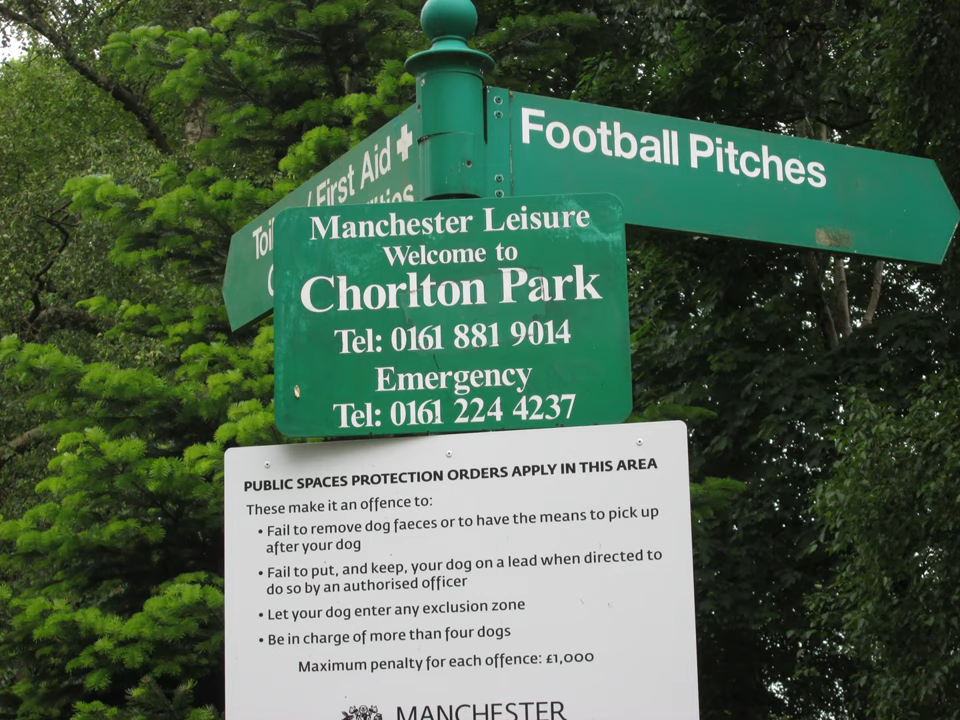 Football Pitches
First Aid
Manchester Leisure
Welcome to
Chorlton Park
Tel: 0161 881 9014
Emergency
Tel: 0161 224 4237
PUBLIC SPACES PROTECTION ORDERS APPLY IN THIS AREA
These make it an offence to:
• Fail to remove dog faeces or to have the means to pick up
after your dog
• Fail to put, and keep, your dog on a lead when directed to
do so by an authorised officer
• Let your dog enter any exclusion zone
• Be in charge of more than four dogs
Maximum penalty for each offence: £1,000
MANCHESTER